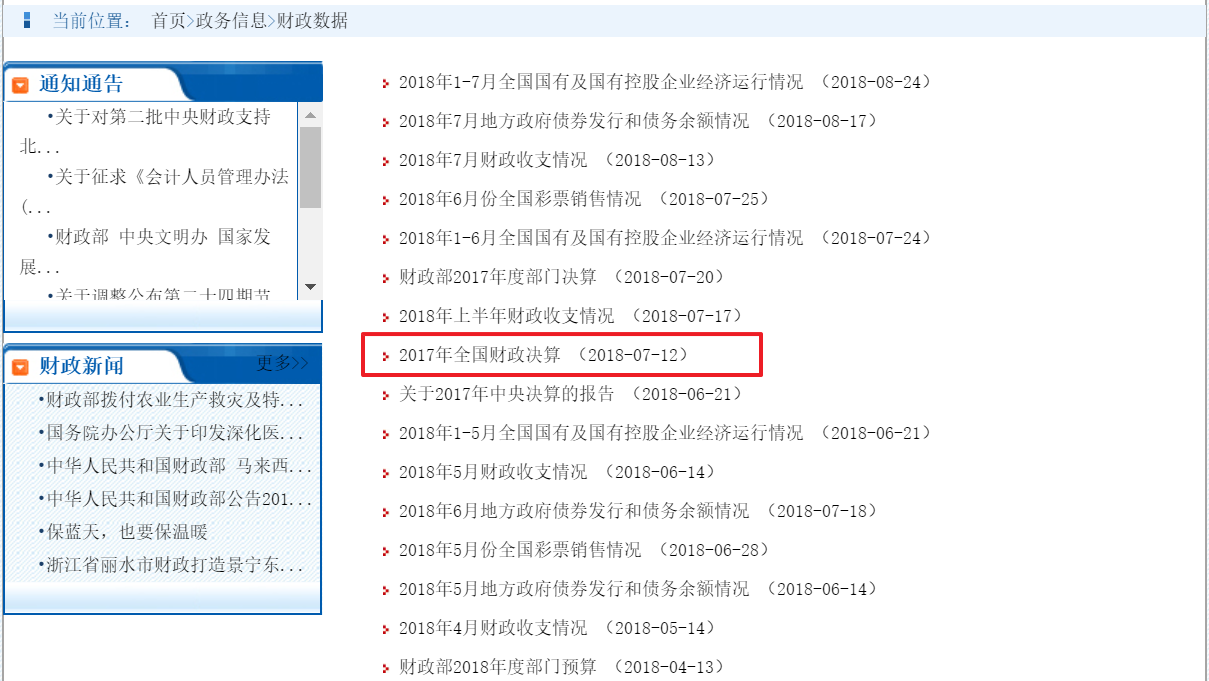 当前位置： 首页>政务信息>财政数据
通知通告
•关于对第二批中央财政支持
北...
•关于征求《会计人员管理办法
(...
•财政部 中央文明办 国家发
展...
•关于调整公布第二十四期节
财政新闻 更多>>
•财政部拨付农业生产救灾及特...
•国务院办公厅关于印发深化医...
•中华人民共和国财政部 马来西...
•中华人民共和国财政部公告201...
•保蓝天，也要保温暖
•浙江省丽水市财政打造景宁东...
2018年1-7月全国国有及国有控股企业经济运行情况 （2018-08-24）
2018年7月地方政府债券发行和债务余额情况 （2018-08-17）
2018年7月财政收支情况 （2018-08-13）
2018年6月份全国彩票销售情况 （2018-07-25）
2018年1-6月全国国有及国有控股企业经济运行情况 （2018-07-24）
财政部2017年度部门决算 （2018-07-20）
2018年上半年财政收支情况 （2018-07-17）
2017年全国财政决算 （2018-07-12）
关于2017年中央决算的报告 （2018-06-21）
2018年1-5月全国国有及国有控股企业经济运行情况 （2018-06-21）
2018年5月财政收支情况 （2018-06-14）
2018年6月地方政府债券发行和债务余额情况 （2018-07-18）
2018年5月份全国彩票销售情况 （2018-06-28）
2018年5月地方政府债券发行和债务余额情况 （2018-06-14）
2018年4月财政收支情况 （2018-05-14）
财政部2018年度部门预算 （2018-04-13）